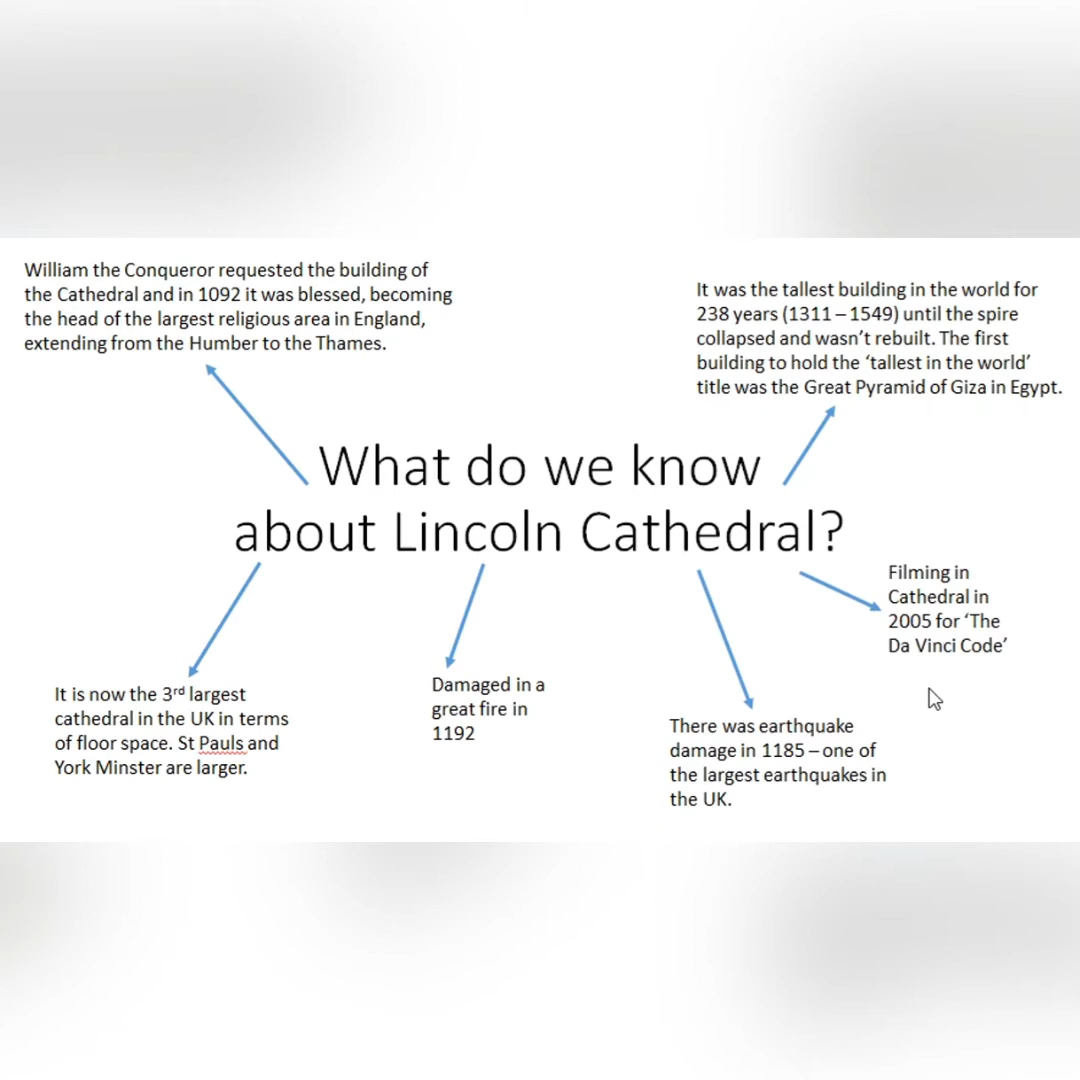 William the Conqueror requested the building of
the Cathedral and in 1092 it was blessed, becoming
the head of the largest religious area in England,
extending from the Humber to the Thames.
It was the tallest building in the world for
238 years (1311 – 1549) until the spire
collapsed and wasn’t rebuilt. The first
building to hold the ‘tallest in the world’
title was the Great Pyramid of Giza in Egypt.
What do we know
about Lincoln Cathedral?
Filming in
Cathedral in
2005 for ‘The
Da Vinci Code’
It is now the 3rd largest
cathedral in the UK in terms
of floor space. St Pauls and
York Minster are larger.
Damaged in a
great fire in
1192
There was earthquake
damage in 1185 – one of
the largest earthquakes in
the UK.